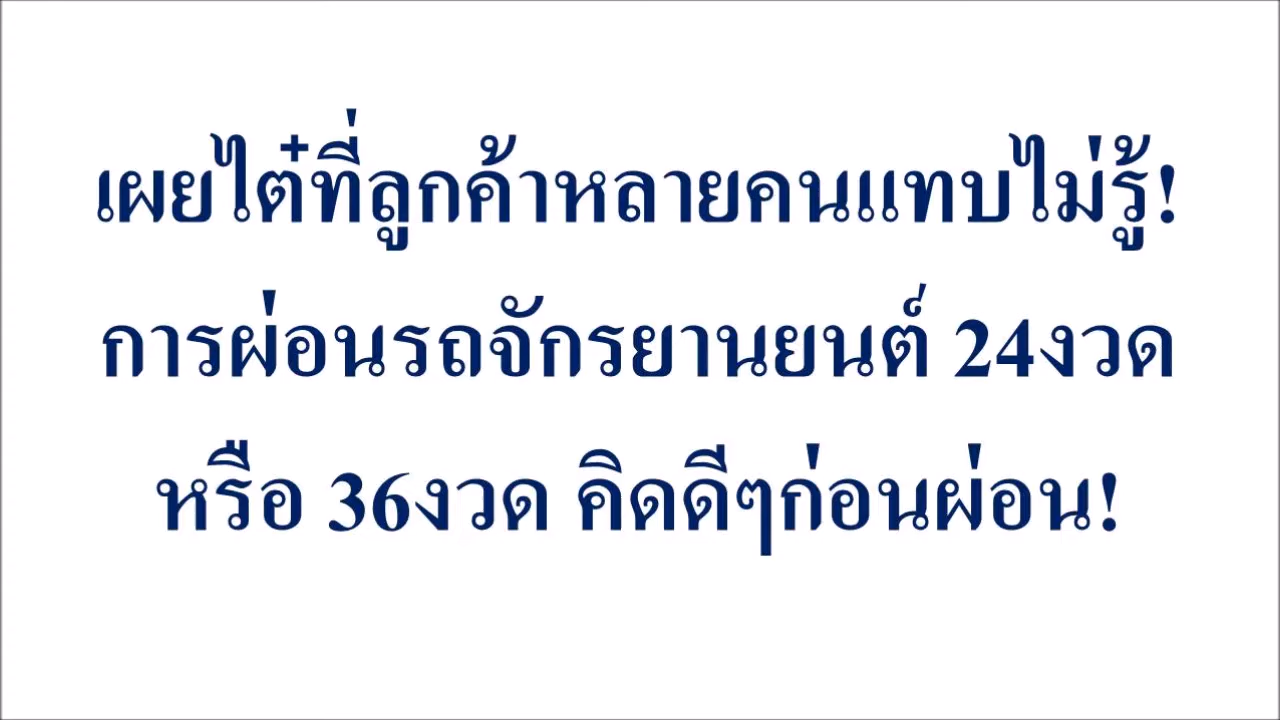 เผยไต๋ที่ลูกค้าหลายคนแทบไม่รู้!
การผ่อนรถจักรยานยนต์ 24งวด
หรือ 36งวด คิดดีๆก่อนผ่อน!